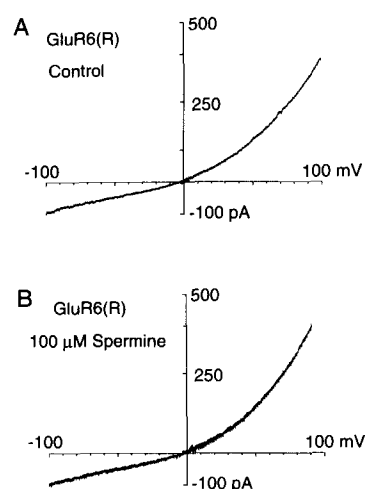 A
GluR6(R)
Control
500
250
-100
100 mV
-100 pA
B
GluR6(R)
100 μM Spermine
500
250
-100
100 mV
-100 pA